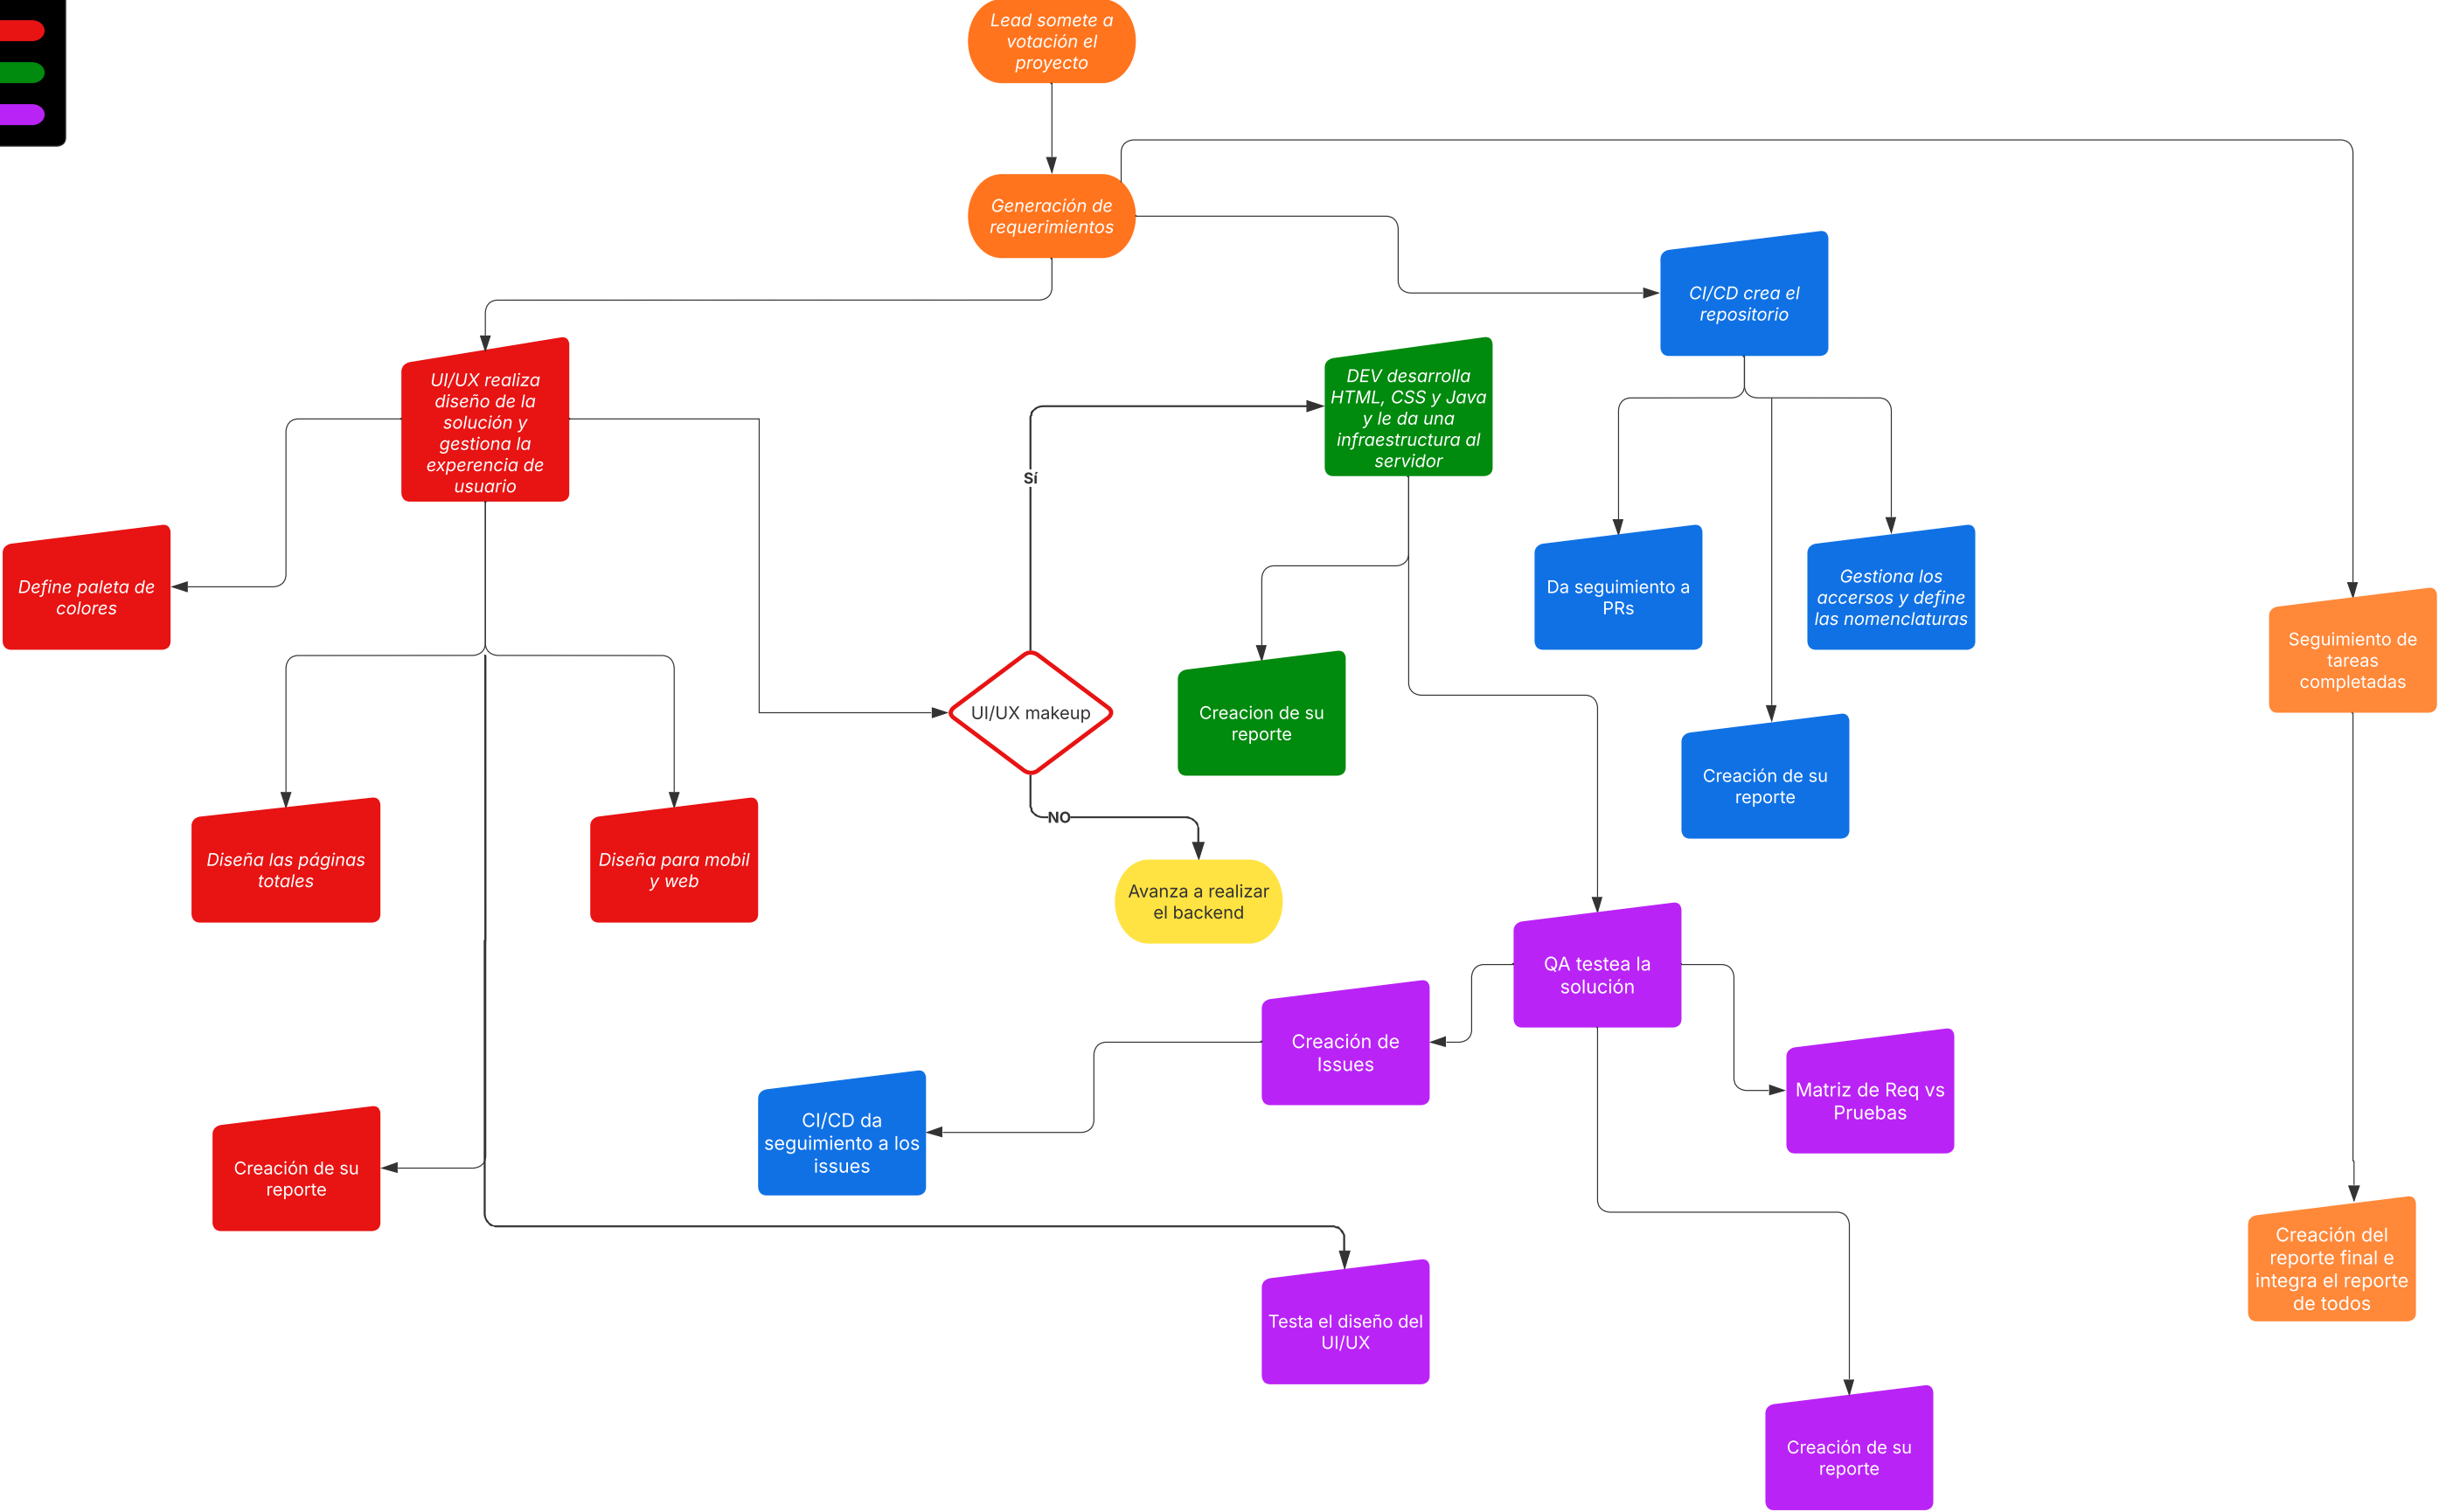 Lead somete a
votación el
proyecto
Generación de
requerimientos
CI/CD crea el
repositorio
UI/UX realiza
diseño de la
solución y
gestiona la
experencia de
usuario
DEV desarrolla
HTML, CSS y Java
y le da una
infraestructura al
servidor
Sí
Define paleta de
colores
Da seguimiento a
PRs
Gestiona los
accersos y define
las nomenclaturas
Seguimiento de
tareas
completadas
UI/UX makeup
Creacion de su
reporte
Creación de su
reporte
NO
Diseña las páginas
totales
Diseña para mobil
y web
Avanza a realizar
el backend
QA testea la
solución
Creación de
Issues
Matriz de Req vs
Pruebas
CI/CD da
seguimiento a los
issues
Creación de su
reporte
Creación del
reporte final e
integra el reporte
de todos
Testa el diseño del
UI/UX
Creación de su
reporte